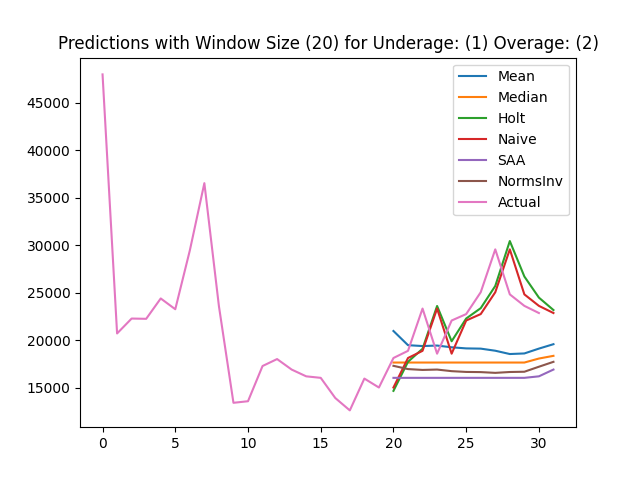 Predictions with Window Size (20) for Underage: (1) Overage: (2)
Mean
Median
Holt
Naive
SAA
NormsInv
Actual
45000
40000
35000
30000
25000
20000
15000
0 5 10 15 20 25 30